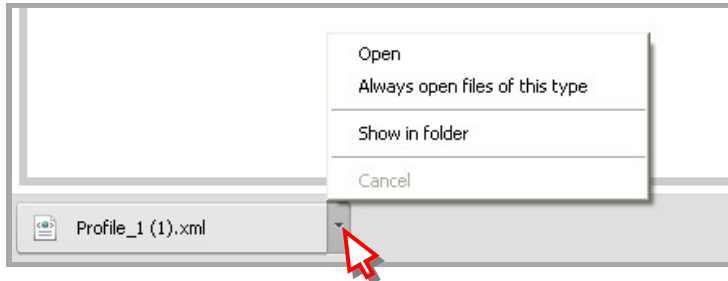 Open
Always open files of this type
Show in folder
Cancel
Profile_1 (1).xml